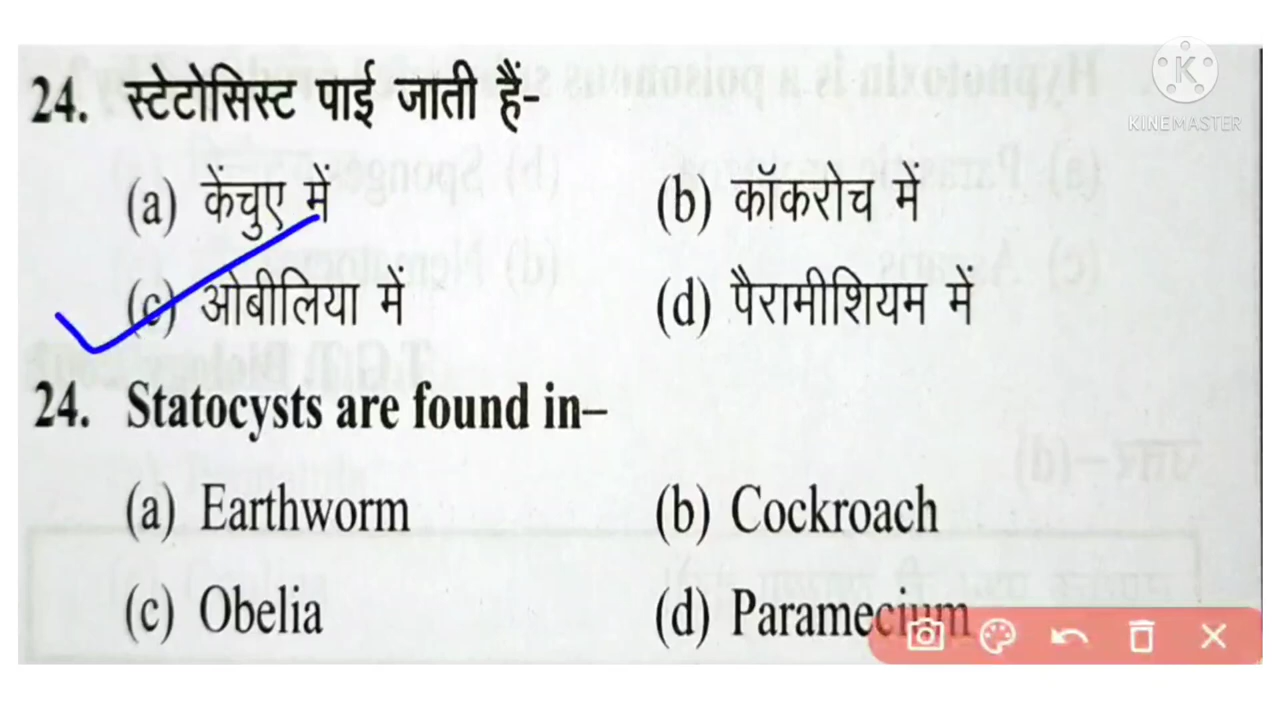 K
KINEMASTER
24. स्टेटोसिस्ट पाई जाती हैं-
(a) केंचुए में (b) कॉकरोच में
(c) ओबीलिया में (d) पैरामीशियम में
24. Statocysts are found in–
(a) Earthworm (b) Cockroach
(c) Obelia (d) Paramecium